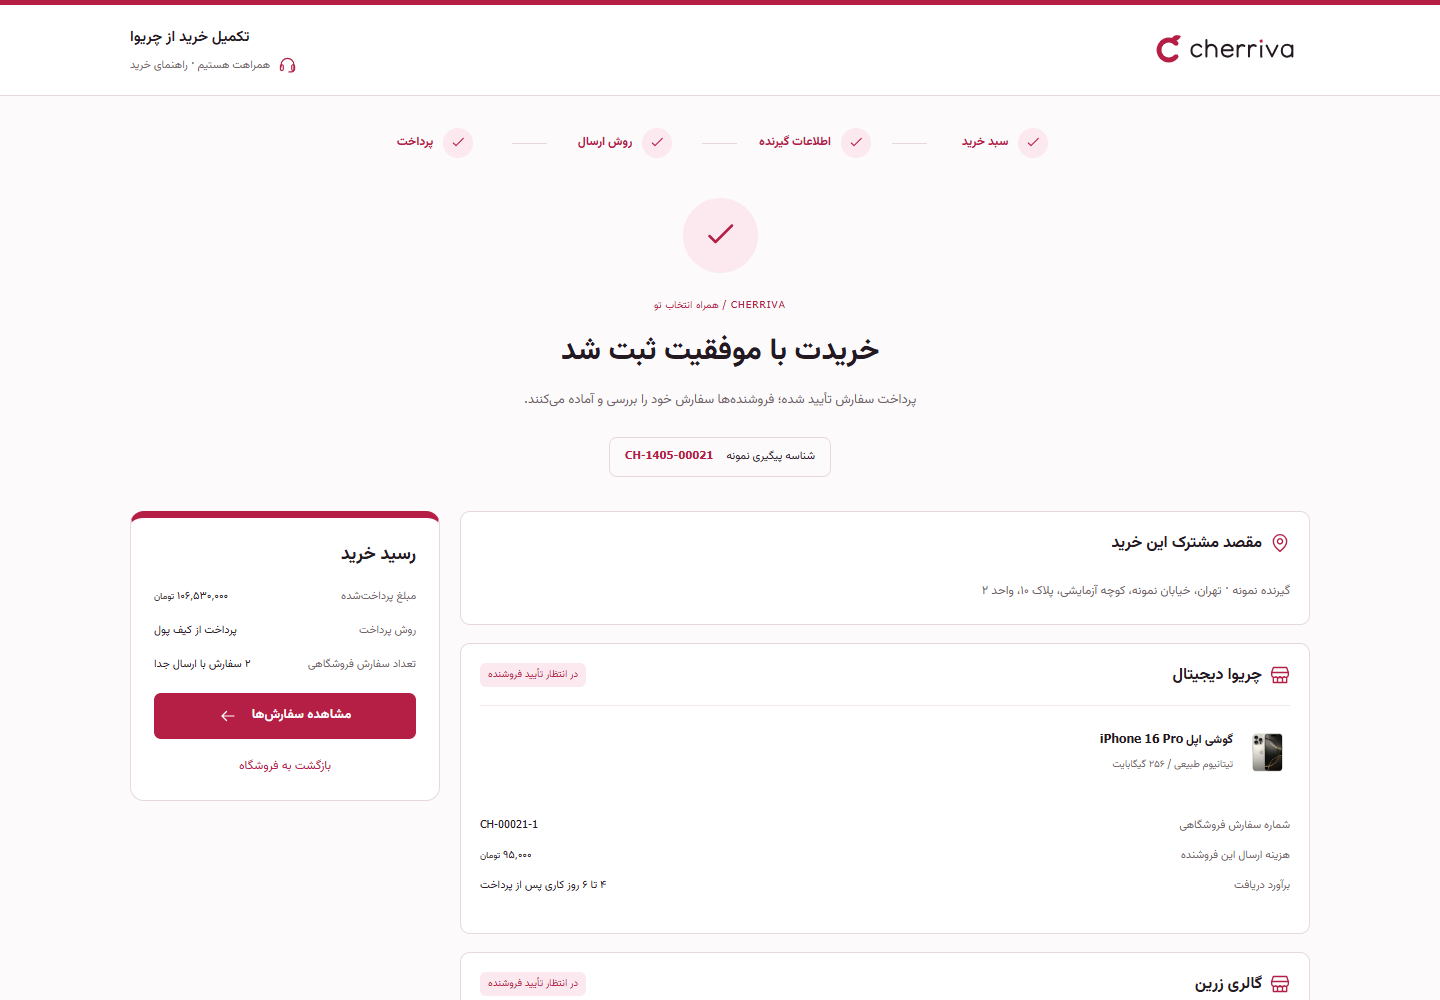 cherriva
تکمیل خرید از چریوا
همراهت هستیم · راهنمای خرید
سبد خرید
اطلاعات گیرنده
روش ارسال
پرداخت
CHERRIVA / همراه انتخاب تو
خریدت با موفقیت ثبت شد
پرداخت سفارش تأیید شده؛ فروشنده‌ها سفارش خود را بررسی و آماده می‌کنند.
شناسه پیگیری نمونه CH-1405-00021
مقصد مشترک این خرید
گیرنده نمونه · تهران، خیابان نمونه، کوچه آزمایشی، پلاک ۱۰، واحد ۲
چریوا دیجیتال
در انتظار تأیید فروشنده
گوشی اپل iPhone 16 Pro
تیتانیوم طبیعی / ۲۵۶ گیگابایت
شماره سفارش فروشگاهی CH-00021-1
هزینه ارسال این فروشنده ۹۵,۰۰۰ تومان
برآورد دریافت ۴ تا ۶ روز کاری پس از پرداخت
گالری زرین
در انتظار تأیید فروشنده
رسید خرید
مبلغ پرداخت‌شده ۱۰۶,۵۳۰,۰۰۰ تومان
روش پرداخت پرداخت از کیف پول
تعداد سفارش فروشگاهی ۲ سفارش با ارسال جدا
مشاهده سفارش‌ها
بازگشت به فروشگاه